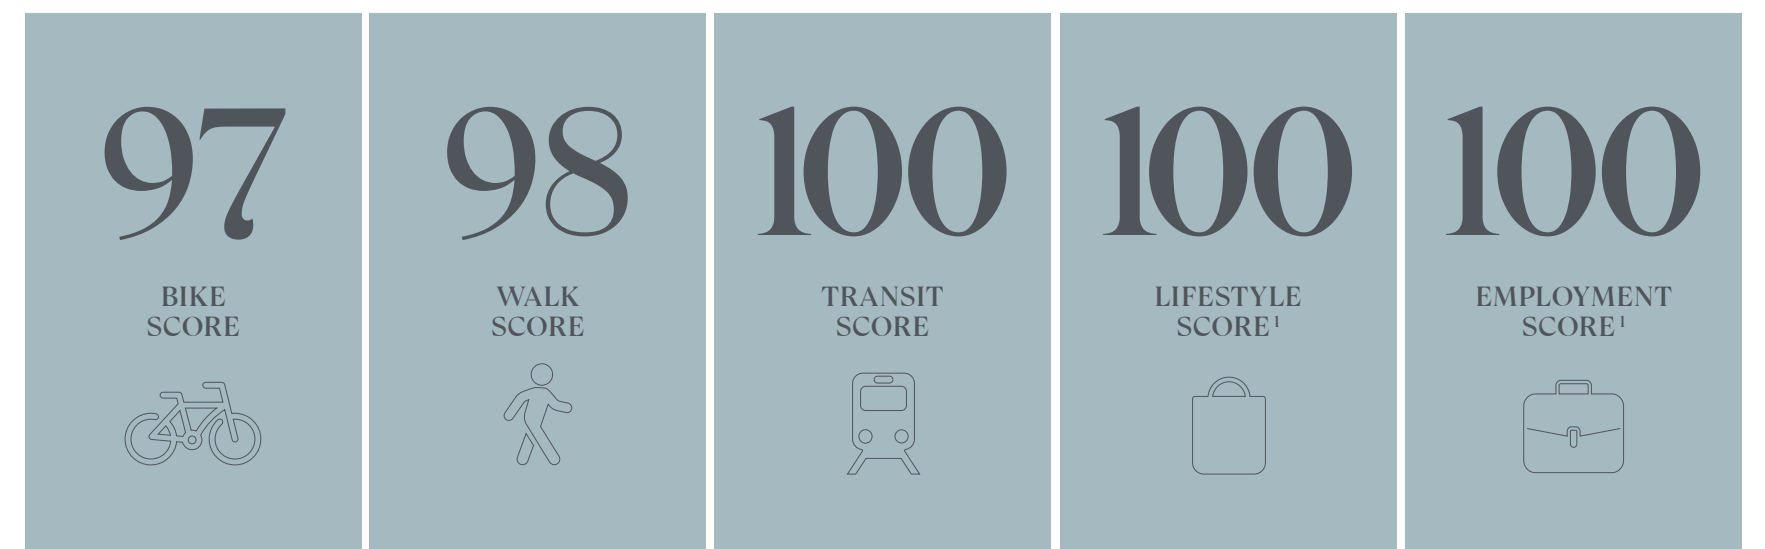 97
BIKE
SCORE
98
WALK
SCORE
100
TRANSIT
SCORE
100
LIFESTYLE
SCORE¹
100
EMPLOYMENT
SCORE¹